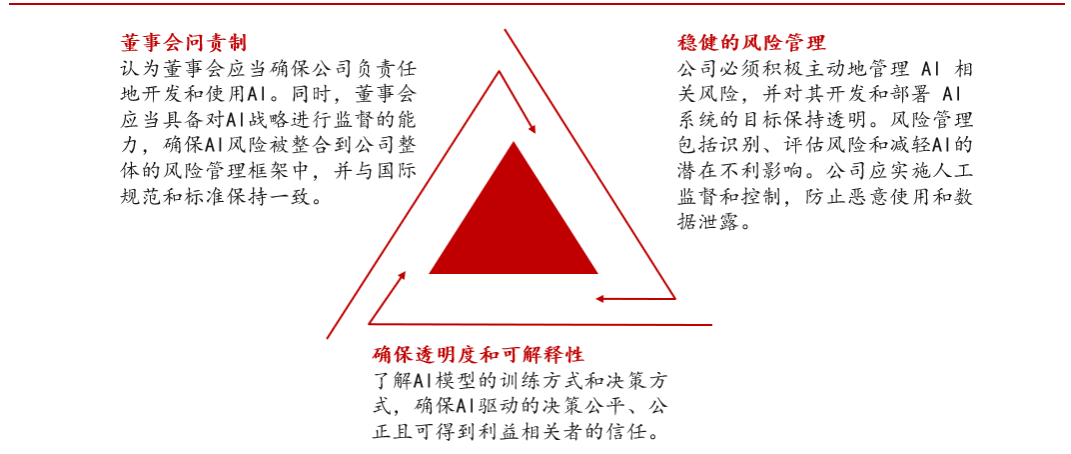 董事会问责制
认为董事会应当确保公司负责任
地开发和使用AI。同时，董事会
应当具备对AI战略进行监督的能
力，确保AI风险被整合到公司整
体的风险管理框架中，并与国际
规范和标准保持一致。
稳健的风险管理
公司必须积极主动地管理 AI 相
关风险，并对其开发和部署 AI
系统的目标保持透明。风险管理
包括识别、评估风险和减轻AI的
潜在不利影响。公司应实施人工
监督和控制，防止恶意使用和数
据泄露。
确保透明度和可解释性
了解AI模型的训练方式和决策方
式，确保AI驱动的决策公平、公
正且可得到利益相关者的信任。